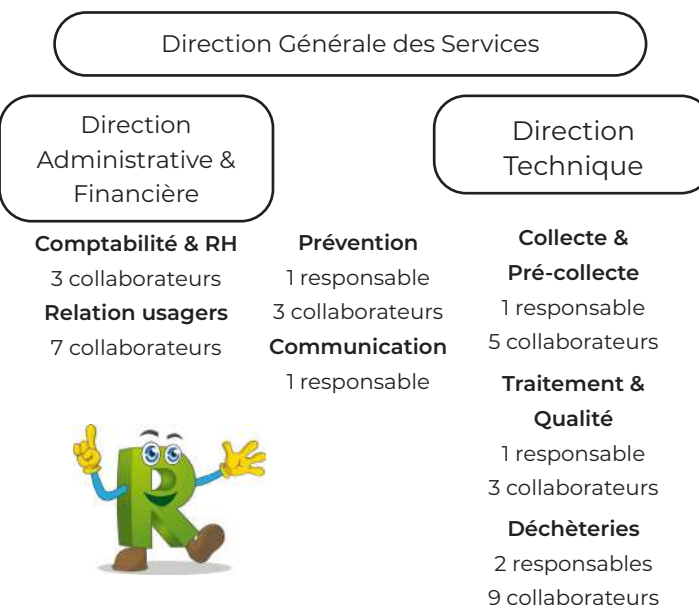 Direction Générale des Services
Direction
Administrative &
Financière
Comptabilité & RH
3 collaborateurs
Relation usagers
7 collaborateurs
Prévention
1 responsable
3 collaborateurs
Communication
1 responsable
Direction
Technique
Collecte &
Pré-collecte
1 responsable
5 collaborateurs
Traitement &
Qualité
1 responsable
3 collaborateurs
Déchèteries
2 responsables
9 collaborateurs
R